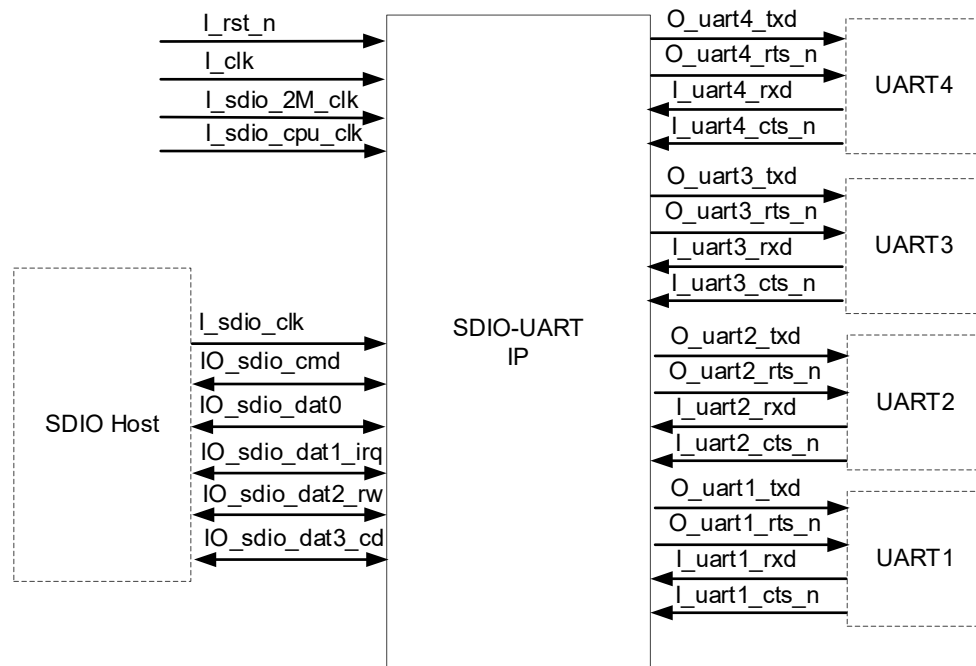 I_rst_n
I_clk
I_sdio_2M_clk
I_sdio_cpu_clk
SDIO Host
I_sdio_clk
IO_sdio_cmd
IO_sdio_dat0
IO_sdio_dat1_irq
IO_sdio_dat2_rw
IO_sdio_dat3_cd
SDIO-UART
IP
O_uart4_txd
O_uart4_rts_n
I_uart4_rxd
I_uart4_cts_n
UART4
O_uart3_txd
O_uart3_rts_n
I_uart3_rxd
I_uart3_cts_n
UART3
O_uart2_txd
O_uart2_rts_n
I_uart2_rxd
I_uart2_cts_n
UART2
O_uart1_txd
O_uart1_rts_n
I_uart1_rxd
I_uart1_cts_n
UART1